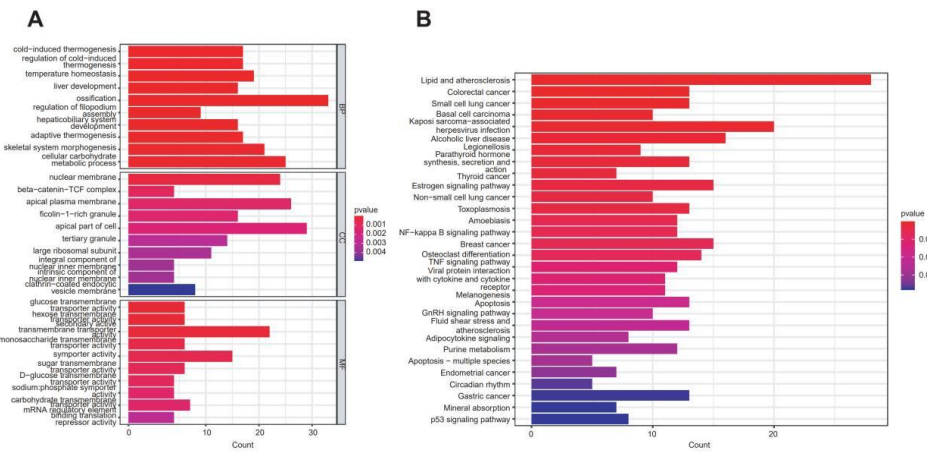 A
cold−induced thermogenesis
regulation of cold−induced
thermogenesis
temperature homeostasis
liver development
ossification
regulation of filopodium
assembly
hepaticobiliary system
development
adaptive thermogenesis
skeletal system morphogenesis
cellular carbohydrate
metabolic process
BP
nuclear membrane
beta−catenin−TCF complex
apical plasma membrane
ficolin−1−rich granule
apical part of cell
tertiary granule
large ribosomal subunit
integral component of
nuclear inner membrane
intrinsic component of
nuclear inner membrane
clathrin−coated endocytic
vesicle membrane
CC
glucose transmembrane
transporter activity
hexose transmembrane
transporter activity
secondary active
transmembrane transporter
activity
monosaccharide transmembrane
transporter activity
symporter activity
sugar transmembrane
transporter activity
D−glucose transmembrane
transporter activity
sodium:phosphate symporter
activity
carbohydrate transmembrane
transporter activity
mRNA regulatory element
binding translation
repressor activity
MF
0 10 20 30
Count
pvalue
0.001
0.002
0.003
0.004
B
Lipid and atherosclerosis
Colorectal cancer
Small cell lung cancer
Basal cell carcinoma
Kaposi sarcoma−associated
herpesvirus infection
Alcoholic liver disease
Legionellosis
Parathyroid hormone
synthesis, secretion and
action
Thyroid cancer
Estrogen signaling pathway
Non−small cell lung cancer
Toxoplasmosis
Amoebiasis
NF−kappa B signaling pathway
Breast cancer
Osteoclast differentiation
TNF signaling pathway
Viral protein interaction
with cytokine and cytokine
receptor
Melanogenesis
Apoptosis
GnRH signaling pathway
Fluid shear stress and
atherosclerosis
Adipocytokine signaling
Purine metabolism
Apoptosis − multiple species
Endometrial cancer
Circadian rhythm
Gastric cancer
Mineral absorption
p53 signaling pathway
0 10 20
Count
pvalue